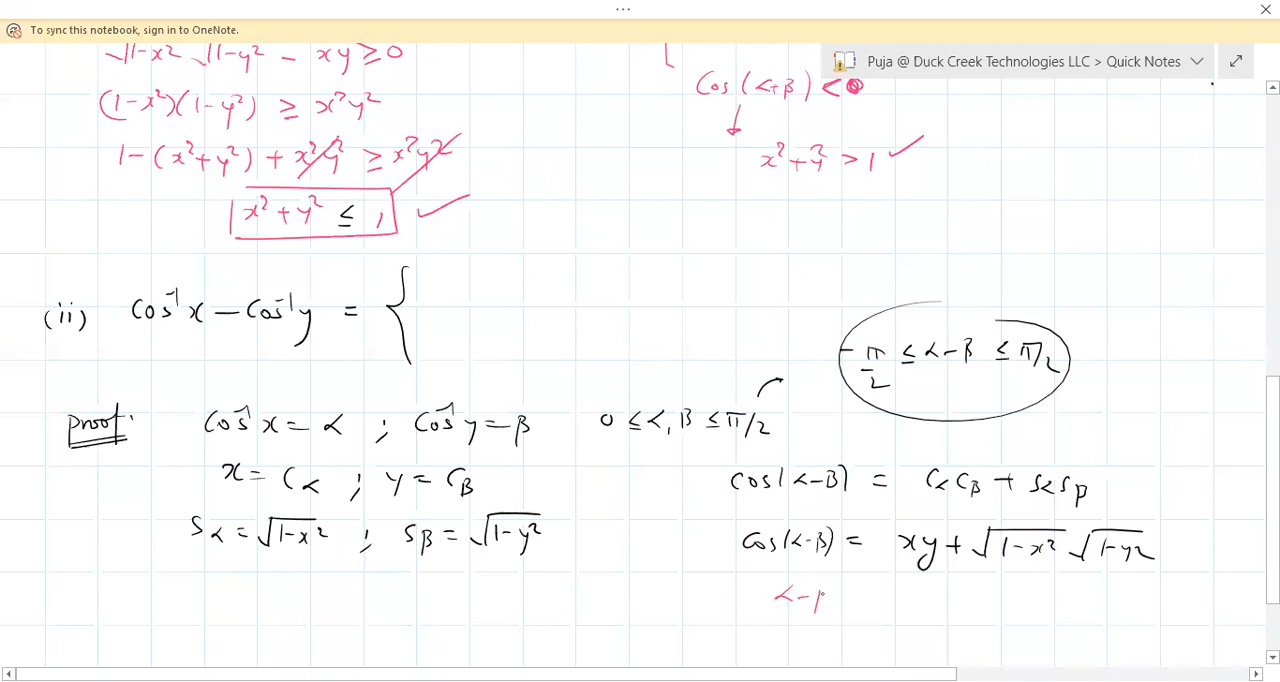 ...
To sync this notebook, sign in to OneNote.
Puja @ Duck Creek Technologies LLC > Quick Notes
√1-x² √1-y² - xy ≥ 0
(1-x²)(1-y²) ≥ x²y²
1-(x²+y²) + x²y² ≥ x²y²
x² + y² ≤ 1
Cos(α+β) < 0
x² + y² > 1
(ii) Cos⁻¹x - Cos⁻¹y = {
-π/2 ≤ α-β ≤ π/2
proof: Cos⁻¹x = α ; Cos⁻¹y = β 0 ≤ α, β ≤ π/2
x = Cα ; y = Cβ cos(α-β) = CαCβ + SαSβ
Sα = √1-x² ; Sβ = √1-y² cos(α-β) = xy + √1-x² √1-y²
α-